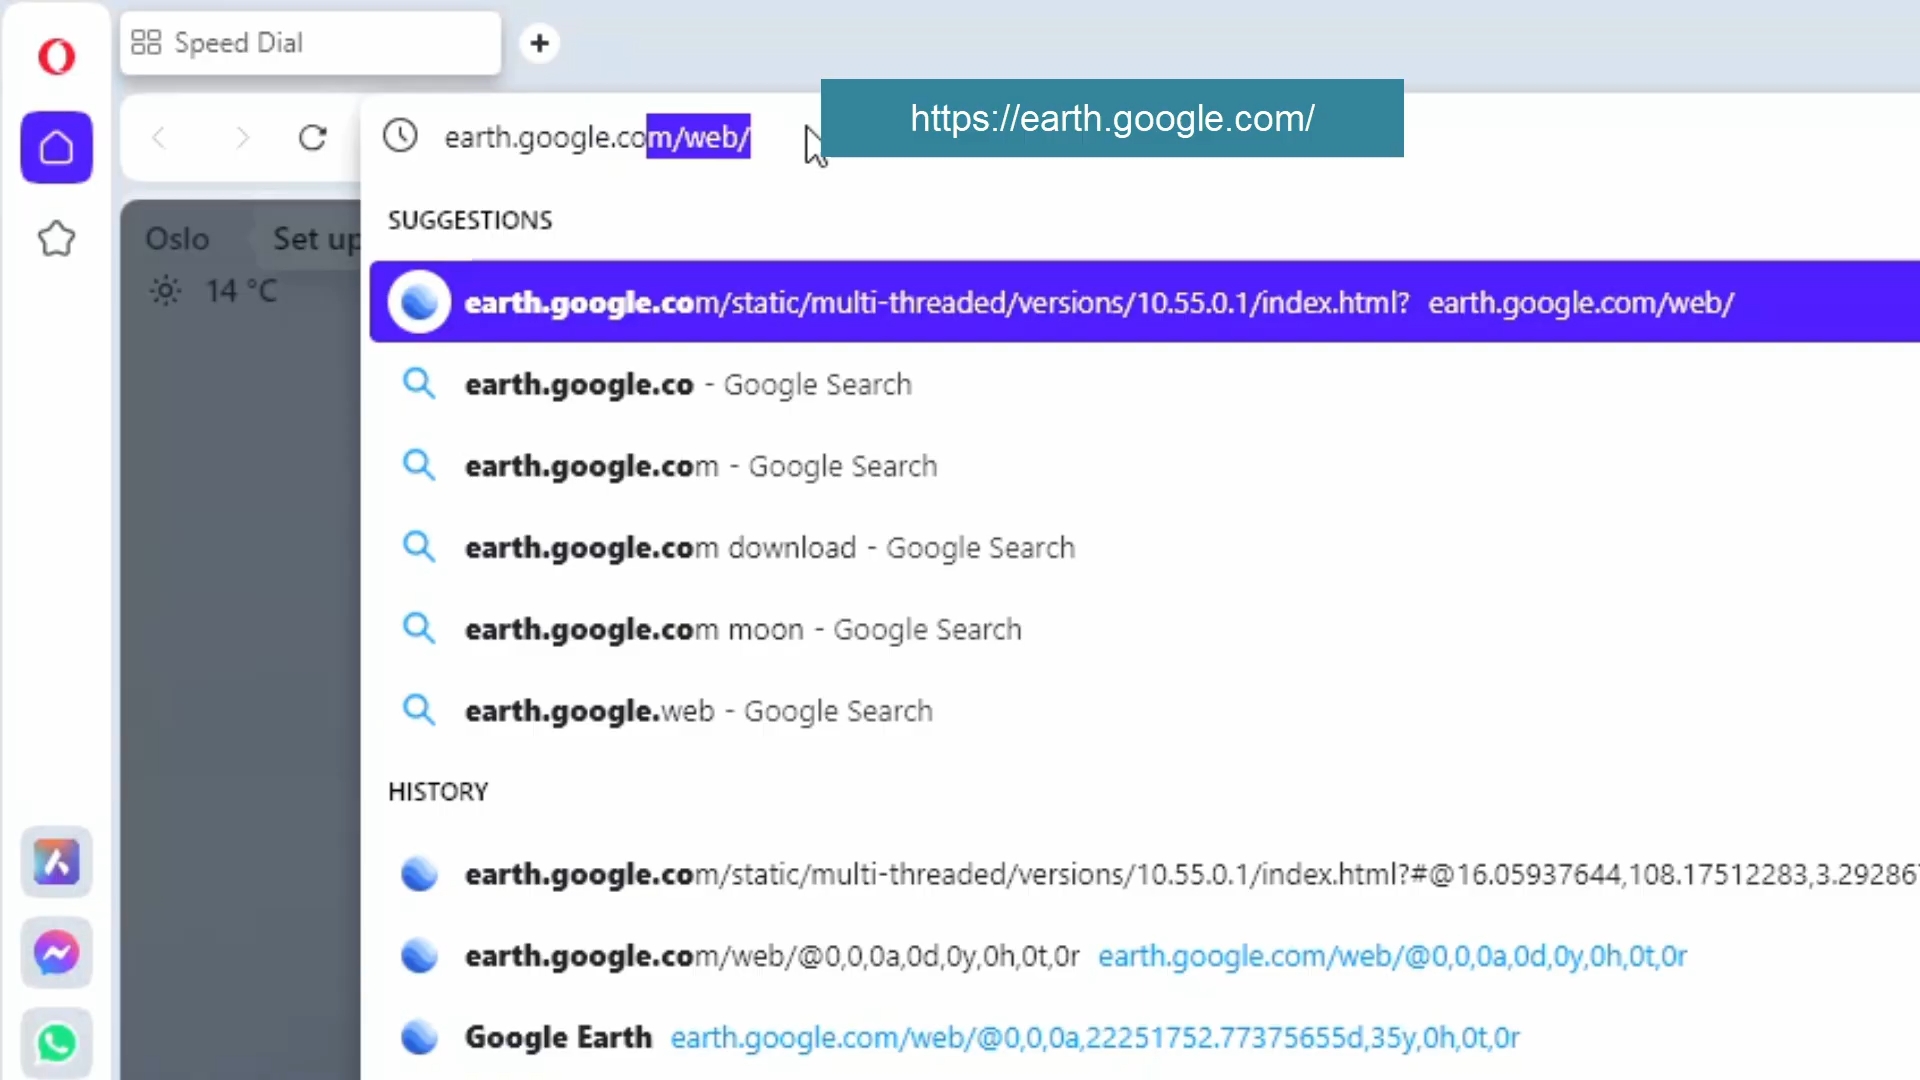 Speed Dial
earth.google.com/web/
https://earth.google.com/
SUGGESTIONS
Oslo
Set up
14 °C
earth.google.com/static/multi-threaded/versions/10.55.0.1/index.html? earth.google.com/web/
earth.google.co - Google Search
earth.google.com - Google Search
earth.google.com download - Google Search
earth.google.com moon - Google Search
earth.google.web - Google Search
HISTORY
earth.google.com/static/multi-threaded/versions/10.55.0.1/index.html?#@16.05937644,108.17512283,3.29286
earth.google.com/web/@0,0,0a,0d,0y,0h,0t,0r earth.google.com/web/@0,0,0a,0d,0y,0h,0t,0r
Google Earth earth.google.com/web/@0,0,0a,22251752.77375655d,35y,0h,0t,0r